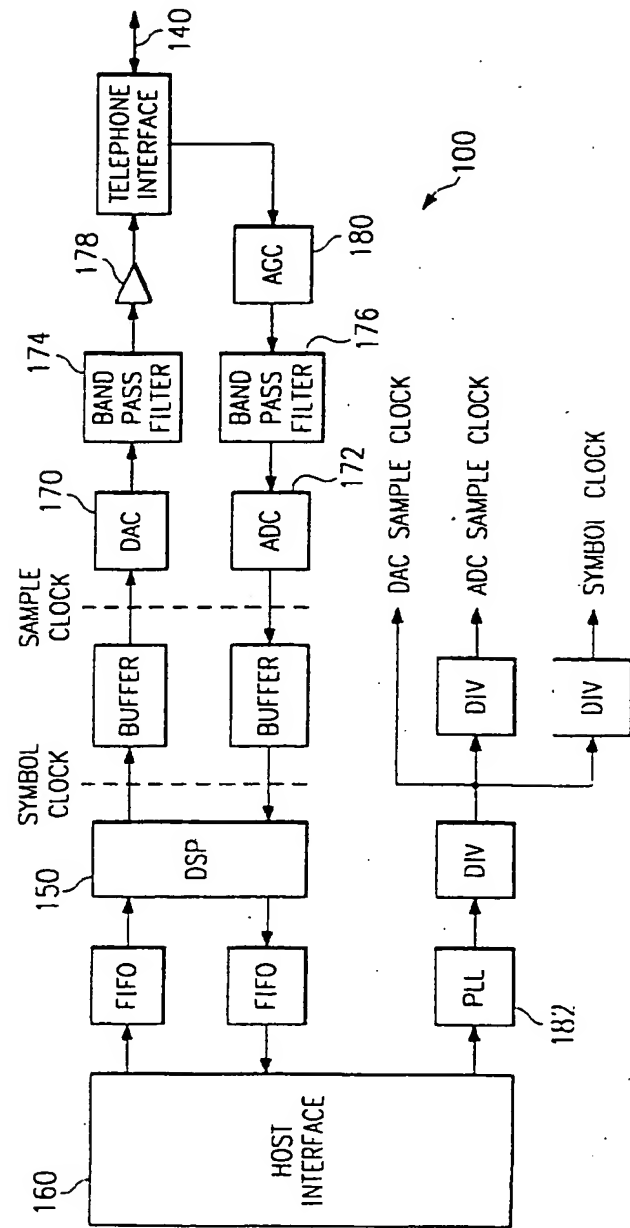 160
HOST
INTERFACE
FIFO
FIFO
150
DSP
SYMBOL
CLOCK
BUFFER
BUFFER
SAMPLE
CLOCK
170
DAC
ADC
172
174
BAND
PASS
FILTER
BAND
PASS
FILTER
176
178
AGC
180
TELEPHONE
INTERFACE
140
100
PLL
182
DIV
DIV
DIV
DAC SAMPLE CLOCK
ADC SAMPLE CLOCK
SYMBOL CLOCK